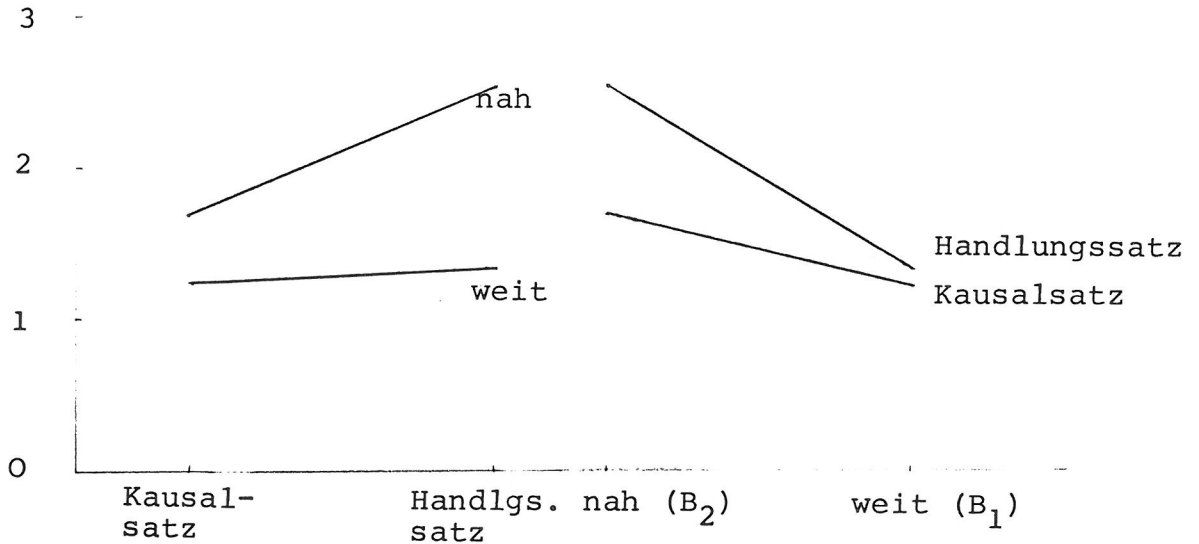 3
nah
2
Handlungssatz
weit
Kausalsatz
1
0
Kausal- Handlgs. nah (B2) weit (B1)
satz satz